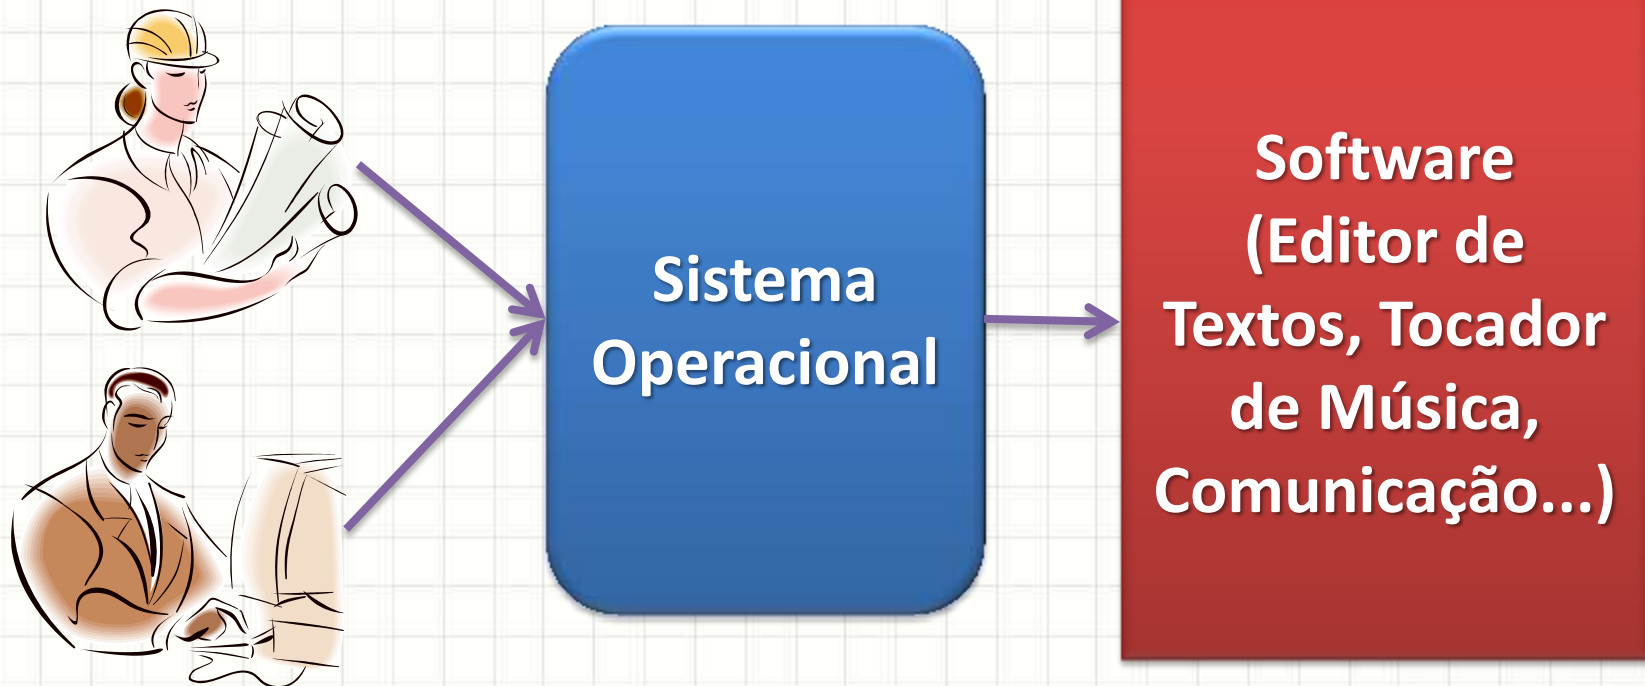 Sistema
Operacional
Software
(Editor de
Textos, Tocador
de Música,
Comunicação...)